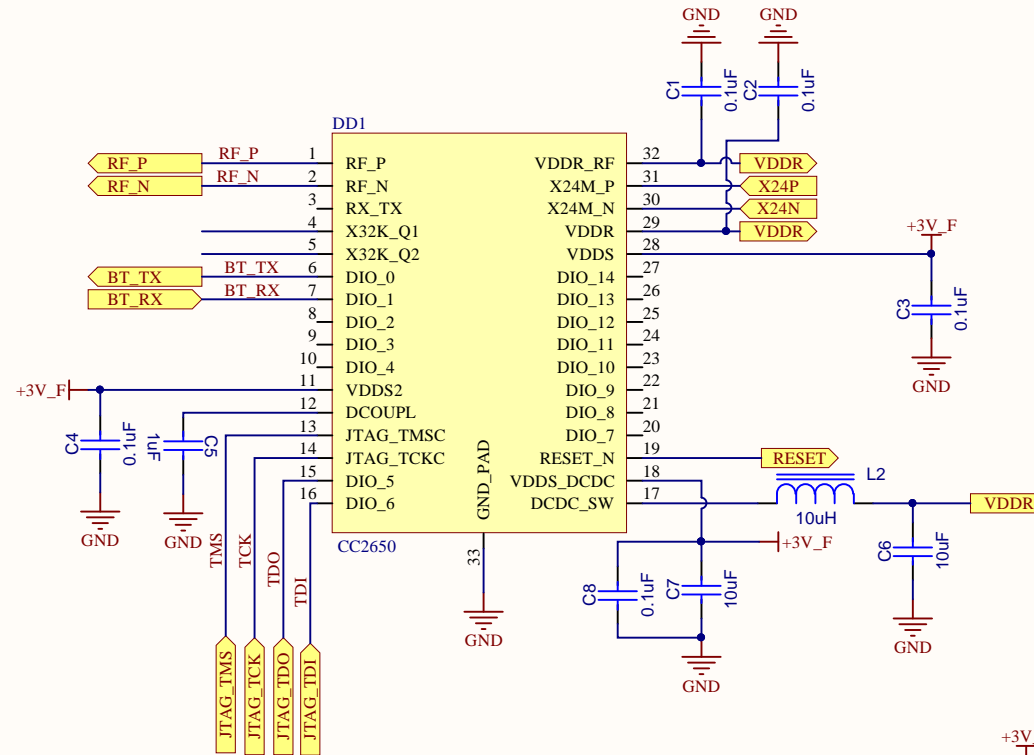 GND GND
C1 0.1uF C2 0.1uF
DD1
RF_P RF_P 1 RF_P VDDR_RF 32 VDDR
RF_N RF_N 2 RF_N X24M_P 31 X24P
3 RX_TX X24M_N 30 X24N
4 X32K_Q1 VDDR 29 VDDR
5 X32K_Q2 VDDS 28 +3V_F
BT_TX BT_TX 6 DIO_0 DIO_14 27
BT_RX BT_RX 7 DIO_1 DIO_13 26
8 DIO_2 DIO_12 25
C3 0.1uF
9 DIO_3 DIO_11 24
10 DIO_4 DIO_10 23
GND
+3V_F 11 VDDS2 DIO_9 22
12 DCOUPL DIO_8 21
13 JTAG_TMSC DIO_7 20
C4 0.1uF 1uF C5
14 JTAG_TCKC RESET_N 19 RESET
15 DIO_5 VDDS_DCDC 18 L2
16 DIO_6 DCDC_SW 17 10uH VDDR
GND_PAD
GND GND
CC2650
33
TMS TCK TDO TDI
+3V_F
C6 10uF
C8 0.1uF C7 10uF
GND
GND
GND
JTAG_TMS JTAG_TCK JTAG_TDO JTAG_TDI
+3V